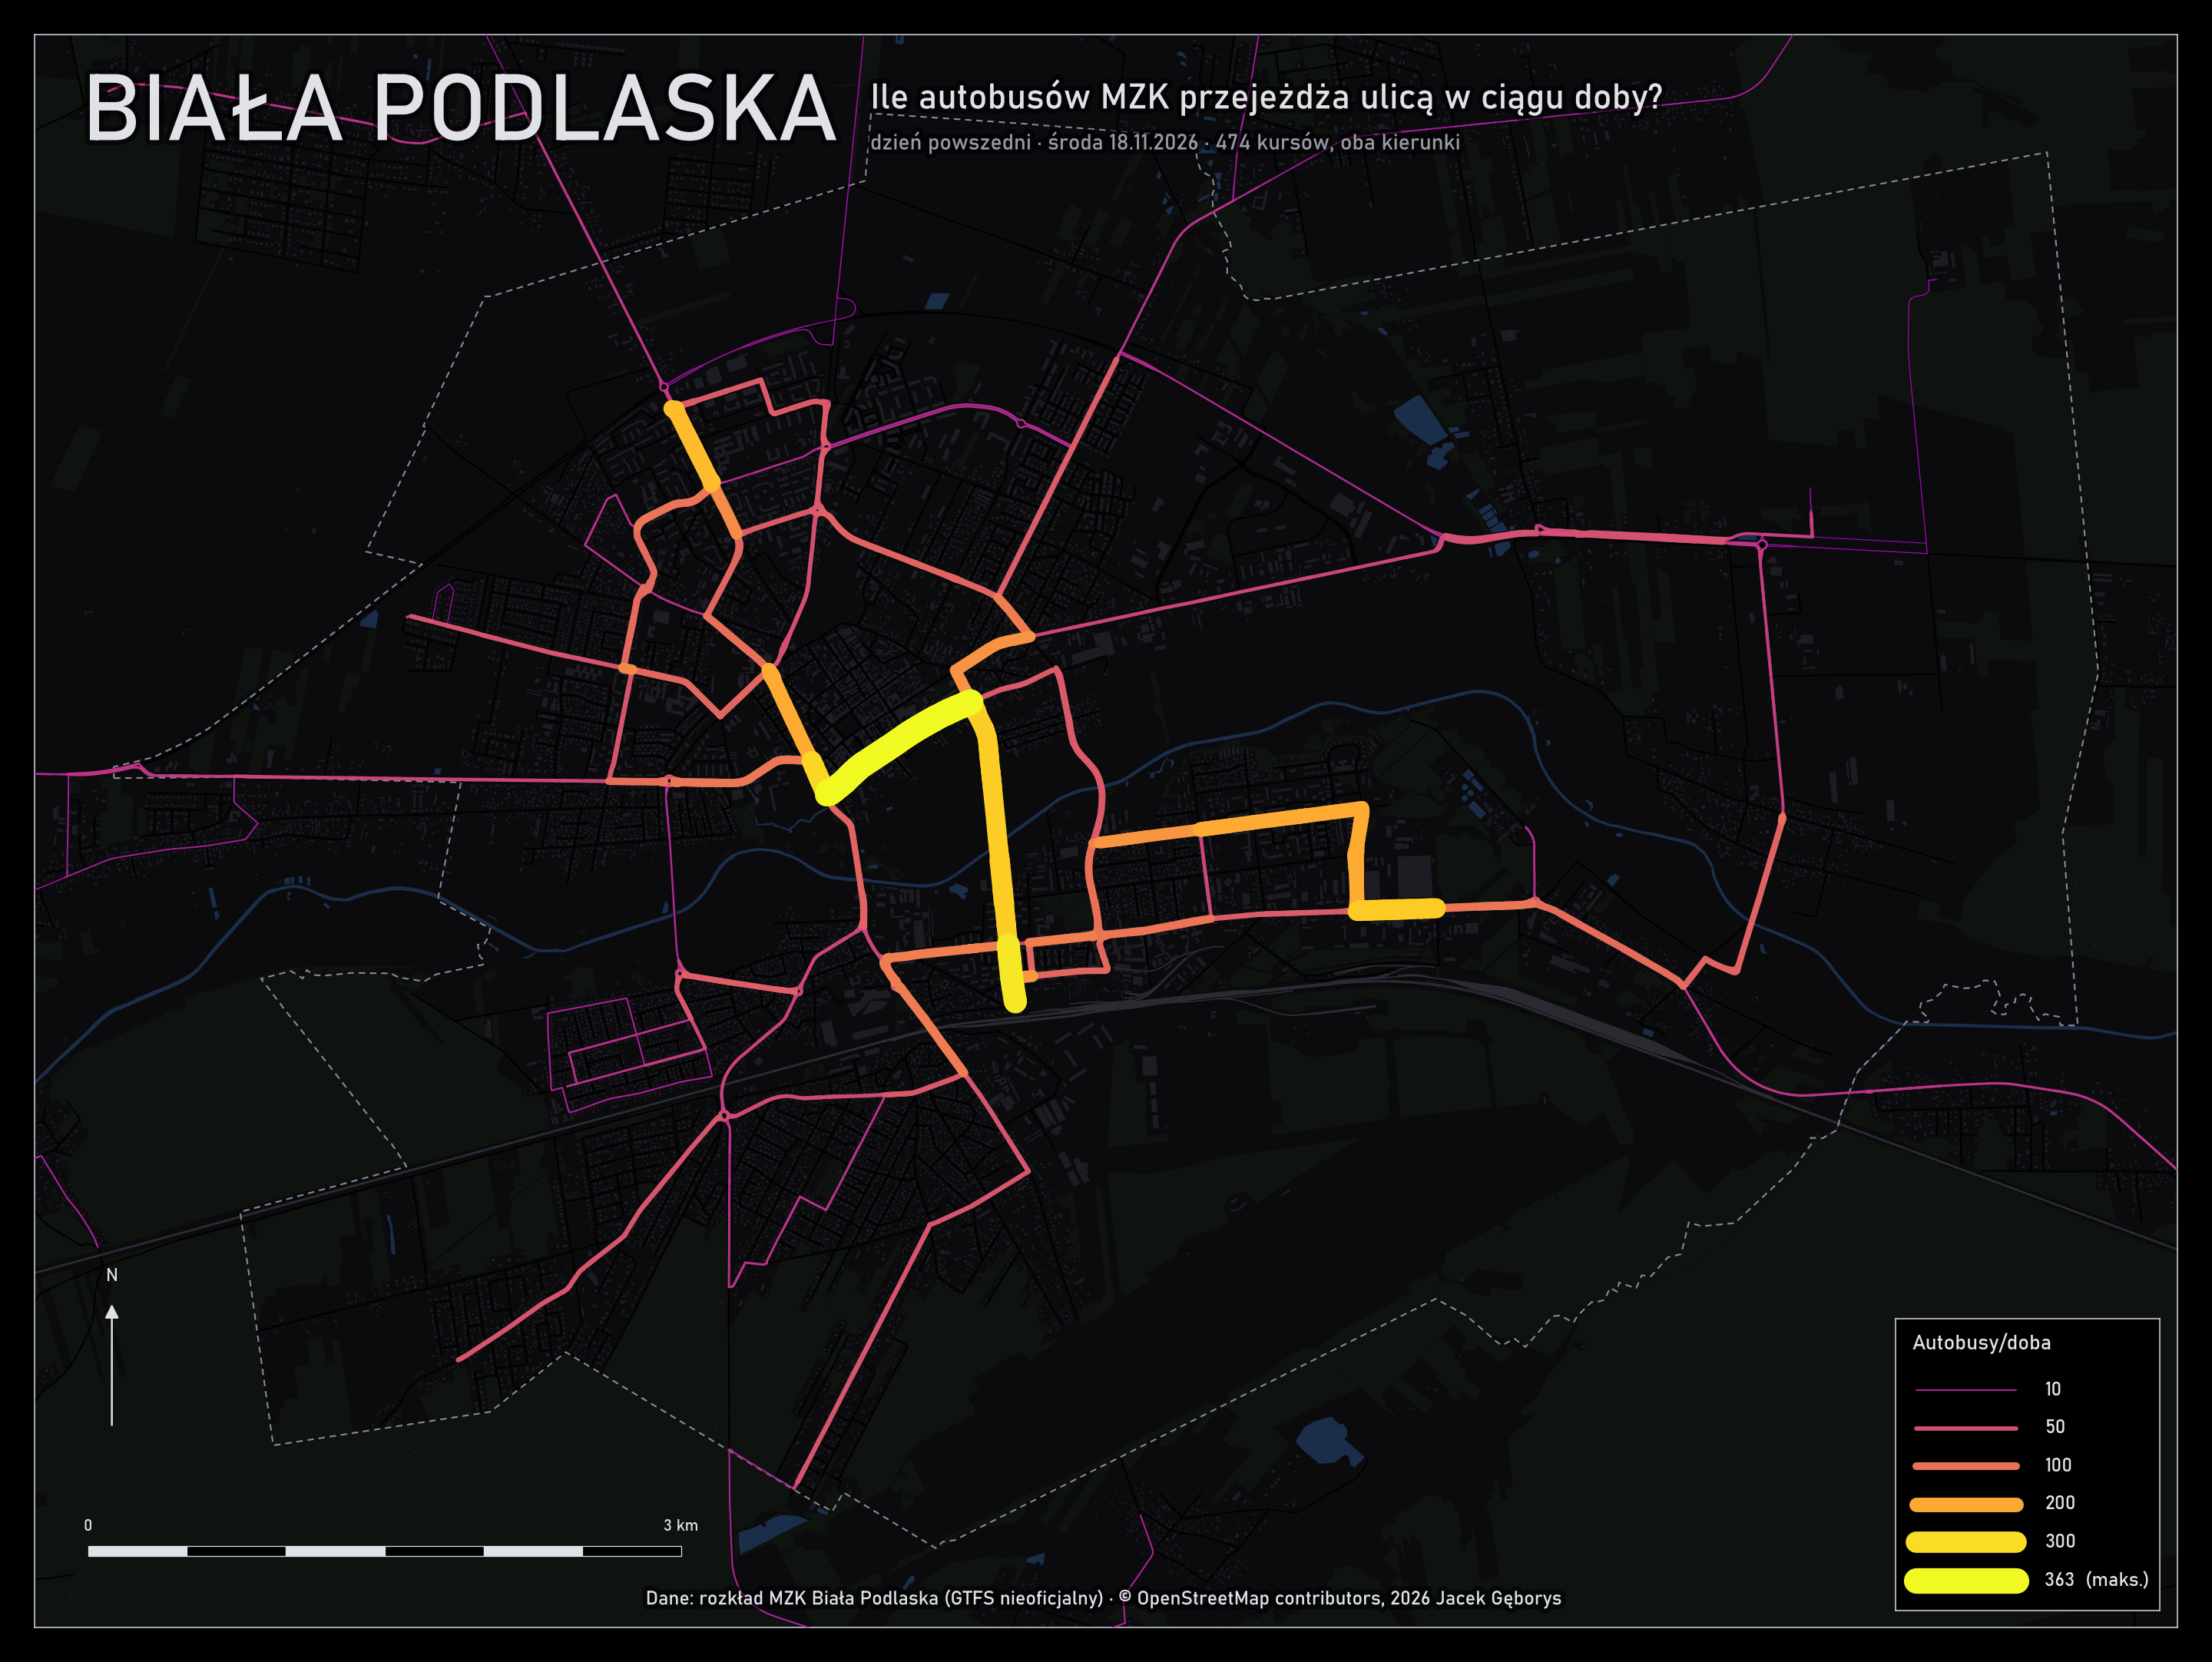 BIAŁA PODLASKA
Ile autobusów MZK przejeżdża ulicą w ciągu doby?
dzień powszedni · środa 18.11.2026 · 474 kursów, oba kierunki
N
0 3 km
Autobusy/doba
10
50
100
200
300
363 (maks.)
Dane: rozkład MZK Biała Podlaska (GTFS nieoficjalny) · © OpenStreetMap contributors, 2026 Jacek Gęborys